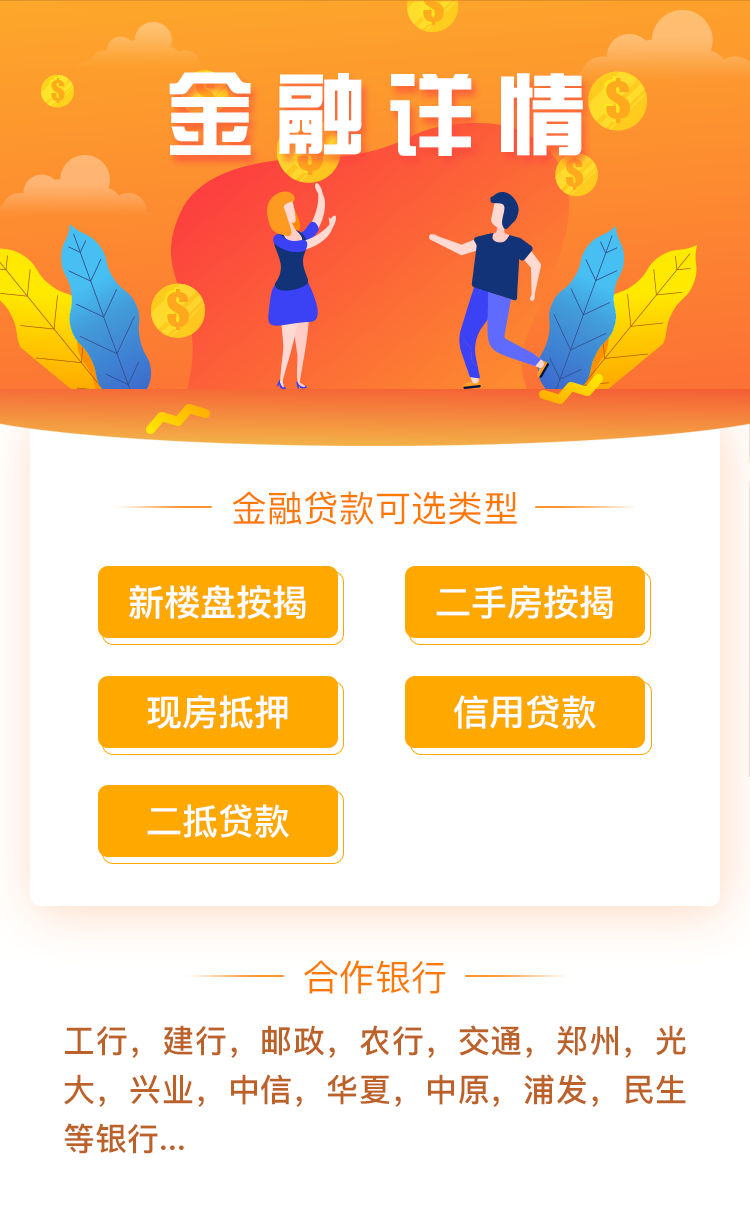 金融详情
金融贷款可选类型
新楼盘按揭
二手房按揭
现房抵押
信用贷款
二抵贷款
合作银行
工行，建行，邮政，农行，交通，郑州，光
大，兴业，中信，华夏，中原，浦发，民生
等银行...